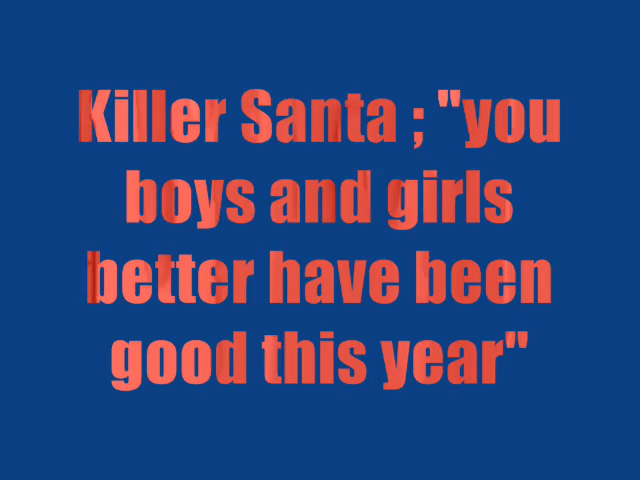 Killer Santa ; "you
boys and girls
better have been
good this year"